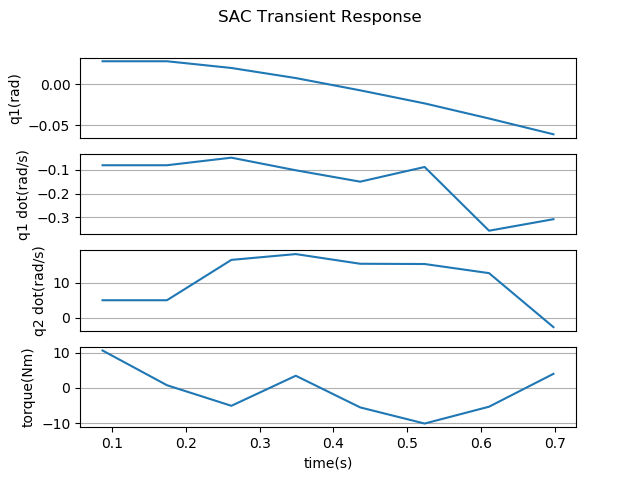 SAC Transient Response
q1(rad)
0.00
−0.05
q1 dot(rad/s)
−0.1
−0.2
−0.3
q2 dot(rad/s)
10
0
torque(Nm)
10
0
−10
0.1 0.2 0.3 0.4 0.5 0.6 0.7
time(s)